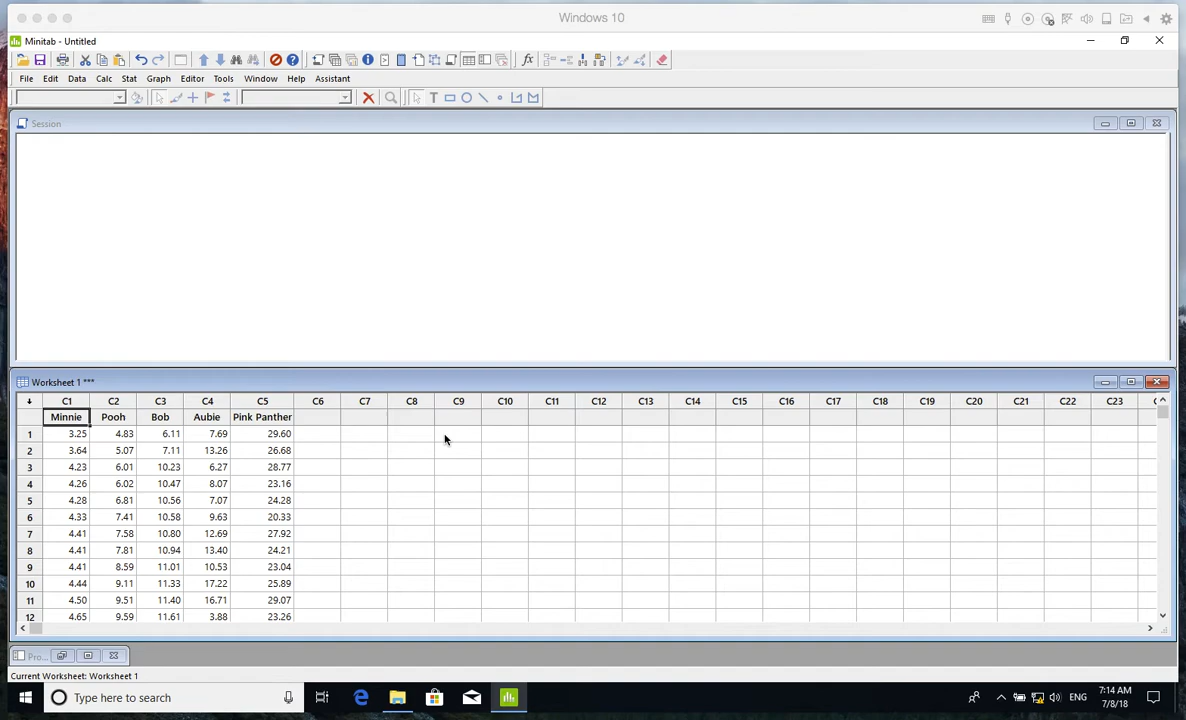 Windows 10
Minitab - Untitled
File Edit Data Calc Stat Graph Editor Tools Window Help Assistant
Session
Worksheet 1 ***
C1 C2 C3 C4 C5 C6 C7 C8 C9 C10 C11 C12 C13 C14 C15 C16 C17 C18 C19 C20 C21 C22 C23
Minnie Pooh Bob Aubie Pink Panther
1 3.25 4.83 6.11 7.69 29.60
2 3.64 5.07 7.11 13.26 26.68
3 4.23 6.01 10.23 6.27 28.77
4 4.26 6.02 10.47 8.07 23.16
5 4.28 6.81 10.56 7.07 24.28
6 4.33 7.41 10.58 9.63 20.33
7 4.41 7.58 10.80 12.69 27.92
8 4.41 7.81 10.94 13.40 24.21
9 4.41 8.59 11.01 10.53 23.04
10 4.44 9.11 11.33 17.22 25.89
11 4.50 9.51 11.40 16.71 29.07
12 4.65 9.59 11.61 3.88 23.26
Pro...
Current Worksheet: Worksheet 1
Type here to search
ENG
7:14 AM
7/8/18